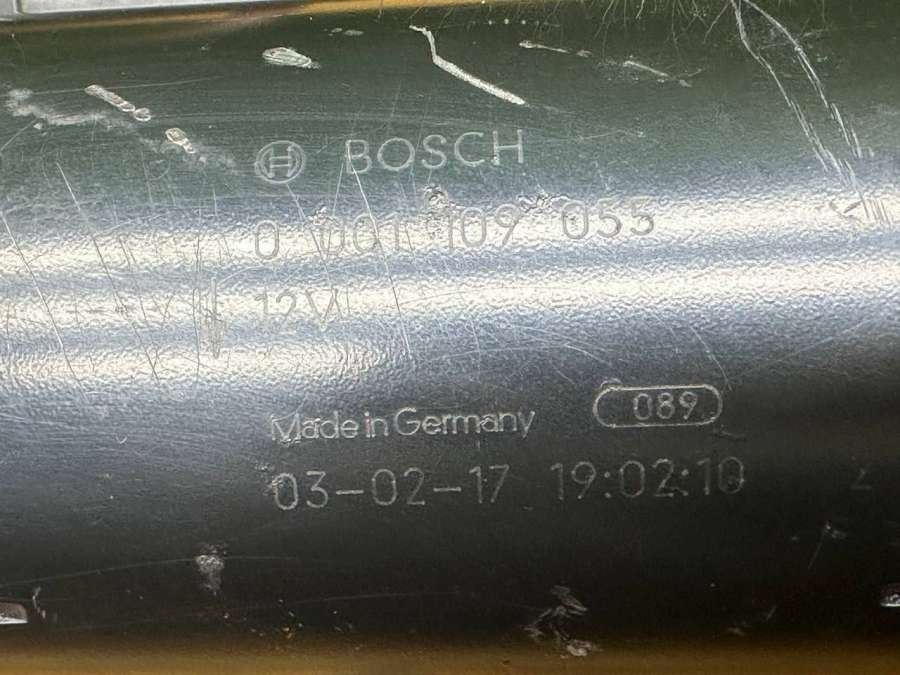 BOSCH
0 001 109 055
12V
Made in Germany
089
03-02-17 19:02:10